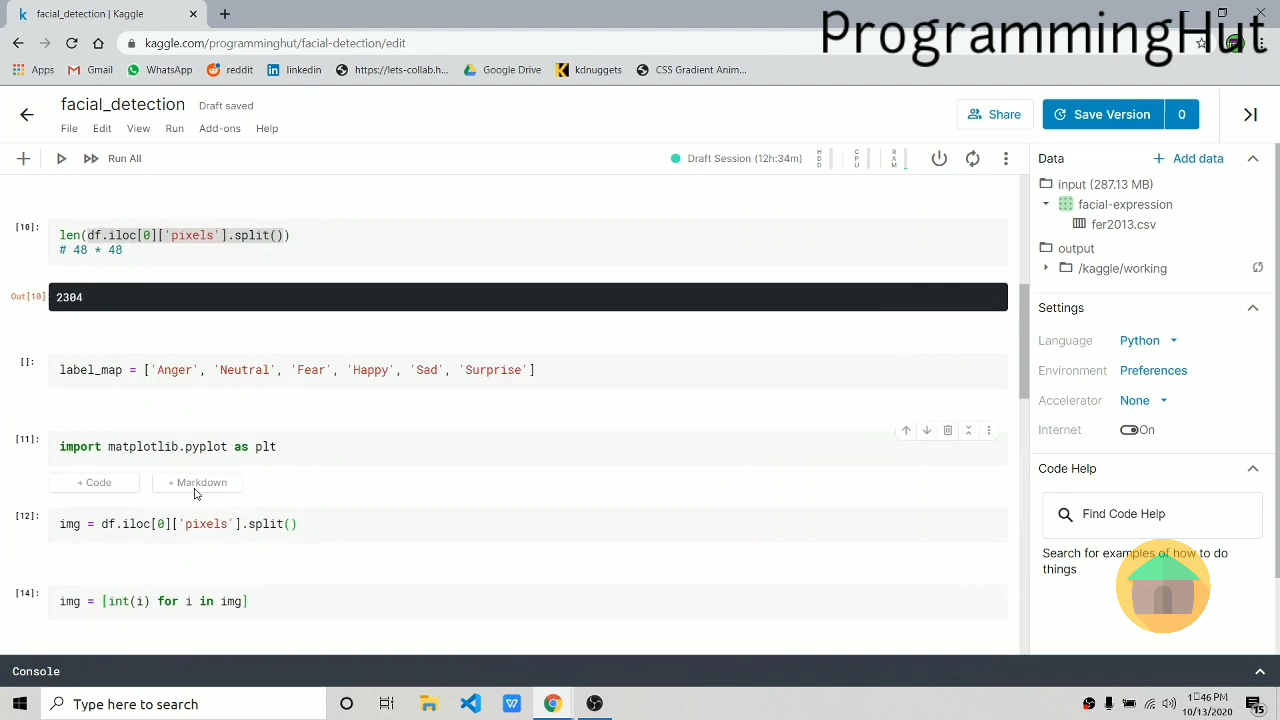 facial_detection | Kaggle
ProgrammingHut
kaggle.com/programminghut/facial-detection/edit
Apps
Gmail
WhatsApp
reddit
linkedin
https://lets-collab.h...
Google Drive
kdnuggets
CSS Gradient Anim...
facial_detection
Draft saved
File
Edit
View
Run
Add-ons
Help
Share
Save Version
0
Run All
Draft Session (12h:34m)
HDD
CPU
RAM
Data
Add data
input (287.13 MB)
facial-expression
fer2013.csv
output
/kaggle/working
[10]:
len(df.iloc[0]['pixels'].split())
# 48 * 48
Out[10]
2304
[]:
label_map = ['Anger', 'Neutral', 'Fear', 'Happy', 'Sad', 'Surprise']
[11]:
import matplotlib.pyplot as plt
+ Code
+ Markdown
[12]:
img = df.iloc[0]['pixels'].split()
[14]:
img = [int(i) for i in img]
Settings
Language
Python
Environment
Preferences
Accelerator
None
Internet
On
Code Help
Find Code Help
Search for examples of how to do
things
Console
Type here to search
1:46 PM
10/13/2020
15